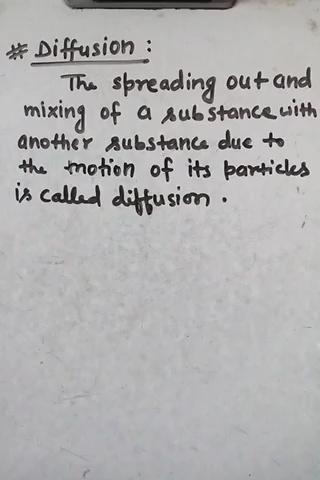 # Diffusion :
The spreading out and
mixing of a substance with
another substance due to
the motion of its particles
is called diffusion .